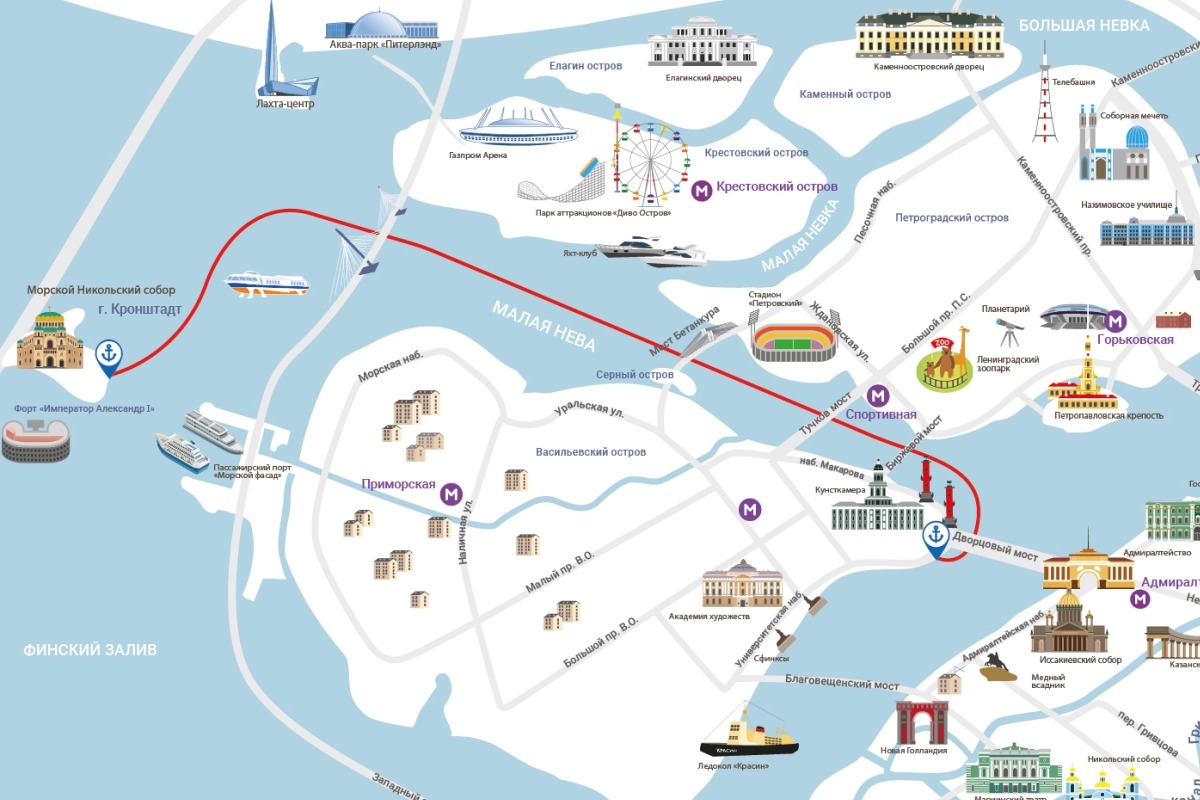 БОЛЬШАЯ НЕВКА
Аква-парк «Питерлэнд»
Елагин остров
Елагинский дворец
Каменноостровский дворец
Телебашня
Каменноостровский
Лахта-центр
Каменный остров
Соборная мечеть
Газпром Арена
Крестовский остров
Крестовский остров
Парк аттракционов «Диво Остров»
Песочная наб.
Каменноостровский пр.
Нахимовское училище
Петроградский остров
МАЛАЯ НЕВКА
Яхт-клуб
Морской Никольский собор
г. Кронштадт
МАЛАЯ НЕВА
Мост Бетанкура
Стадион
«Петровский»
Ждановская ул.
Большой пр. П.С.
Планетарий
Горьковская
ZOO
Ленинградский
зоопарк
Серный остров
Морская наб.
Уральская ул.
Форт «Император Александр I»
Тучков мост
Спортивная
Петропавловская крепость
Биржевой мост
Пассажирский порт
«Морской фасад»
Васильевский остров
наб. Макарова
Приморская
Кунсткамера
Наличная ул.
Дворцовый мост
Адмиралтейство
Малый пр. В.О.
Академия художеств
Университетская наб.
Адмиралтейская наб.
Большой пр. В.О.
Сфинксы
Иссакиевский собор
ФИНСКИЙ ЗАЛИВ
Медный
всадник
Благовещенский мост
пер. Гривцова
КРАСИН
Ледокол «Красин»
Новая Голландия
Никольский собор
Западный